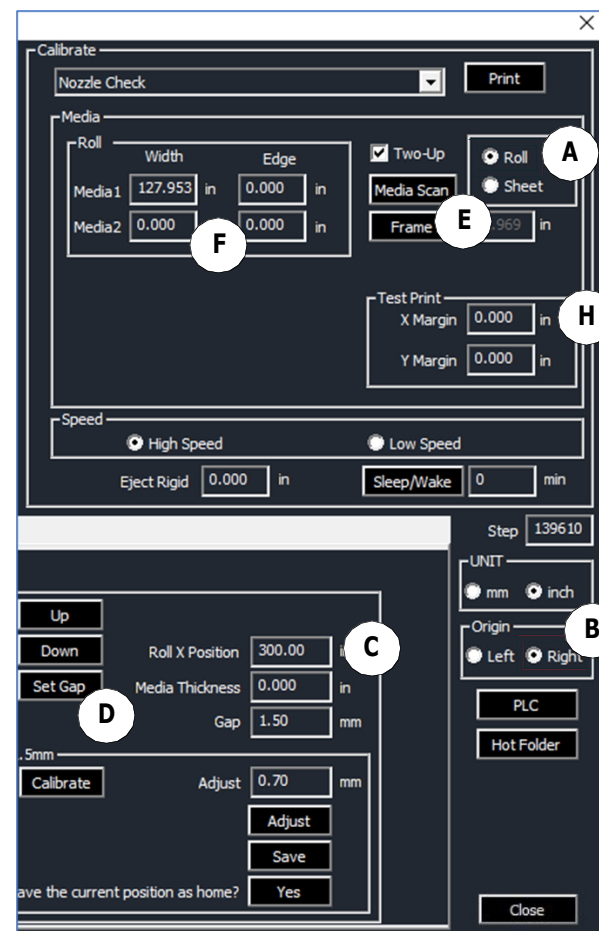 Calibrate
Nozzle Check Print
Media
Roll
Width Edge
Two-Up
Roll A
Sheet
Media1 127.953 in 0.000 in
Media Scan
Media2 0.000 F 0.000 in
Frame E .969 in
Test Print
X Margin 0.000 in H
Y Margin 0.000 in
Speed
High Speed Low Speed
Eject Rigid 0.000 in Sleep/Wake 0 min
Step 139610
UNIT
mm inch
Origin B
Left Right
PLC
Hot Folder
Close
Up
Down Roll X Position 300.00 C
Set Gap Media Thickness 0.000 in
D Gap 1.50 mm
.5mm
Calibrate Adjust 0.70 mm
Adjust
Save
ave the current position as home? Yes